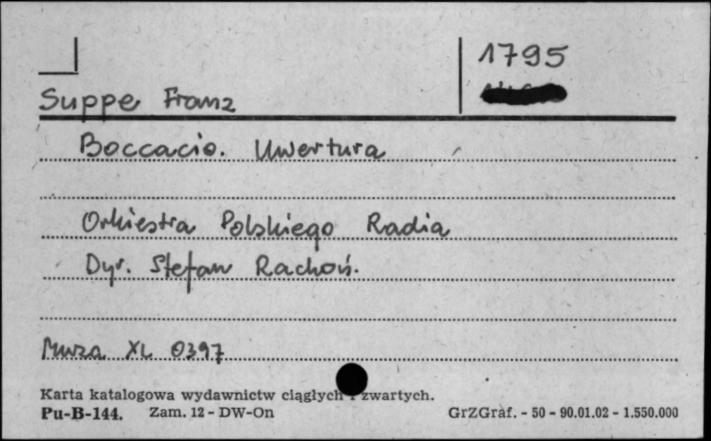 1795
Suppe Franz
Boccacio. Uwertura
Orkiestra Polskiego Radia
Dyr. Stefan Rachoń.
Muza XL 0397
Karta katalogowa wydawnictw ciągłych i zwartych.
Pu-B-144. Zam. 12 - DW-On GrZGraf. - 50 - 90.01.02 - 1.550.000